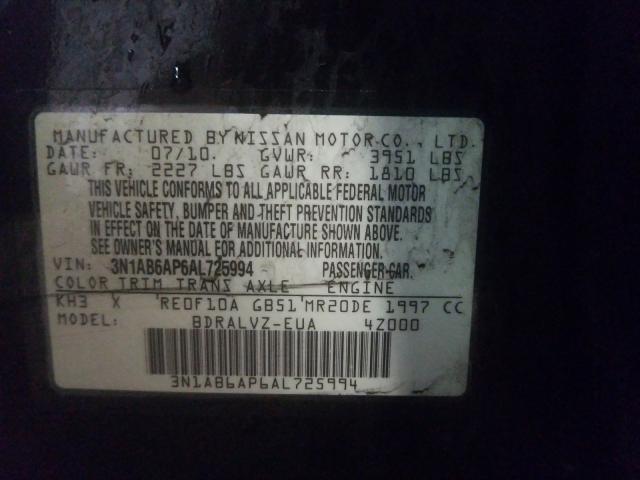 MANUFACTURED BY NISSAN MOTOR CO., LTD.
DATE: 07/10. GVWR: 3951 LBS
GAWR FR: 2227 LBS GAWR RR: 1810 LBS
THIS VEHICLE CONFORMS TO ALL APPLICABLE FEDERAL MOTOR
VEHICLE SAFETY, BUMPER AND THEFT PREVENTION STANDARDS
IN EFFECT ON THE DATE OF MANUFACTURE SHOWN ABOVE.
SEE OWNER'S MANUAL FOR ADDITIONAL INFORMATION.
VIN: 3N1AB6AP6AL725994 PASSENGER CAR.
COLOR TRIM TRANS AXLE ENGINE
KH3 X RE0F10A GB51 MR20DE 1997 CC
MODEL: BDRALVZ-EUA 4Z000
3N1AB6AP6AL725994